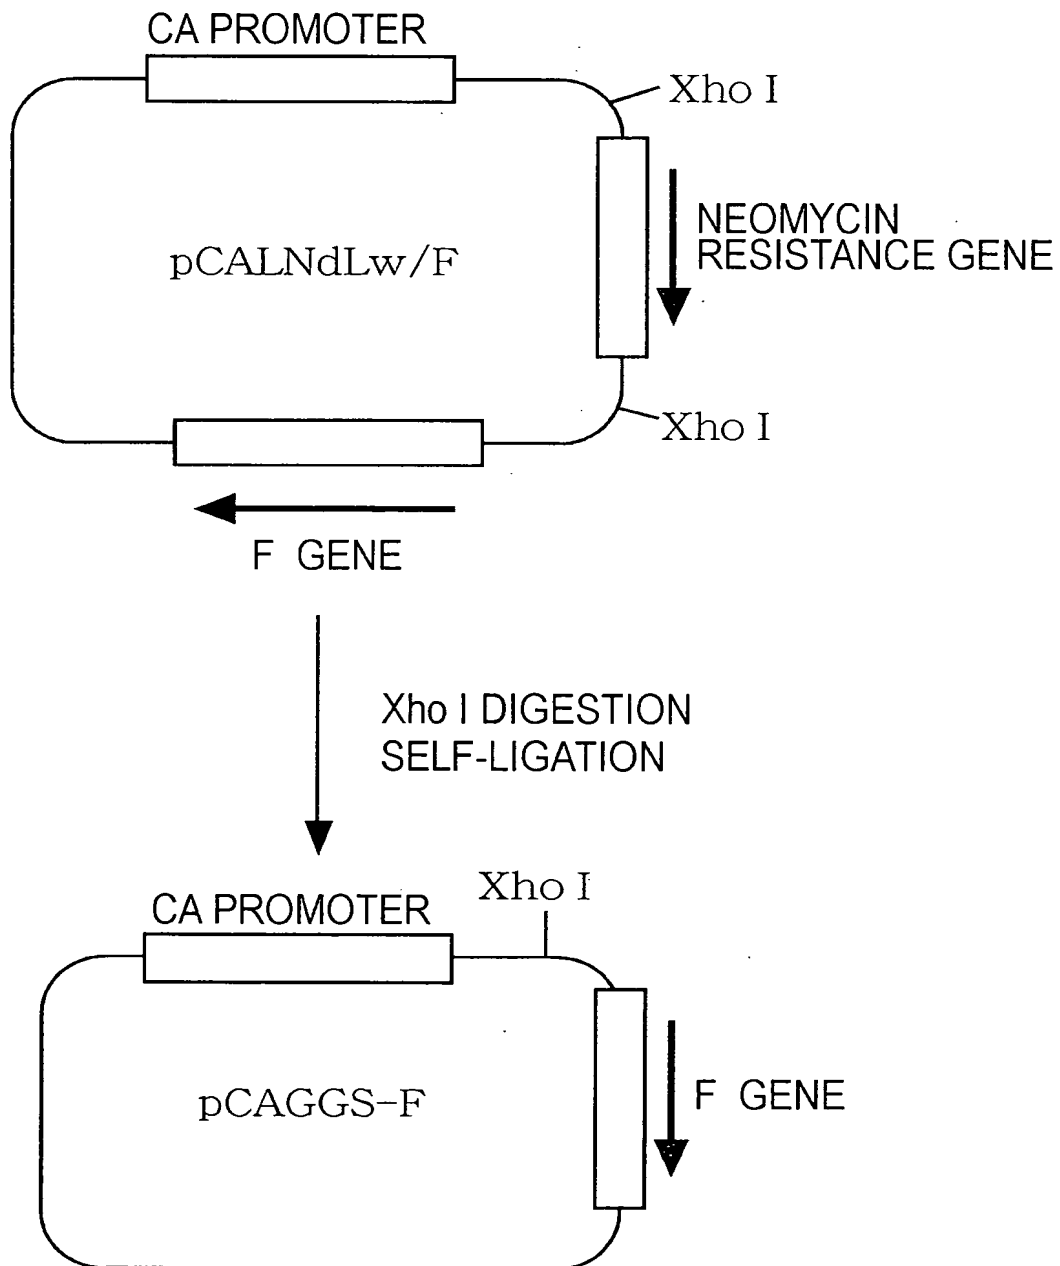 CA PROMOTER
Xho I
NEOMYCIN
RESISTANCE GENE
pCALNdLw/F
Xho I
F GENE
Xho I DIGESTION
SELF-LIGATION
Xho I
CA PROMOTER
F GENE
pCAGGS-F